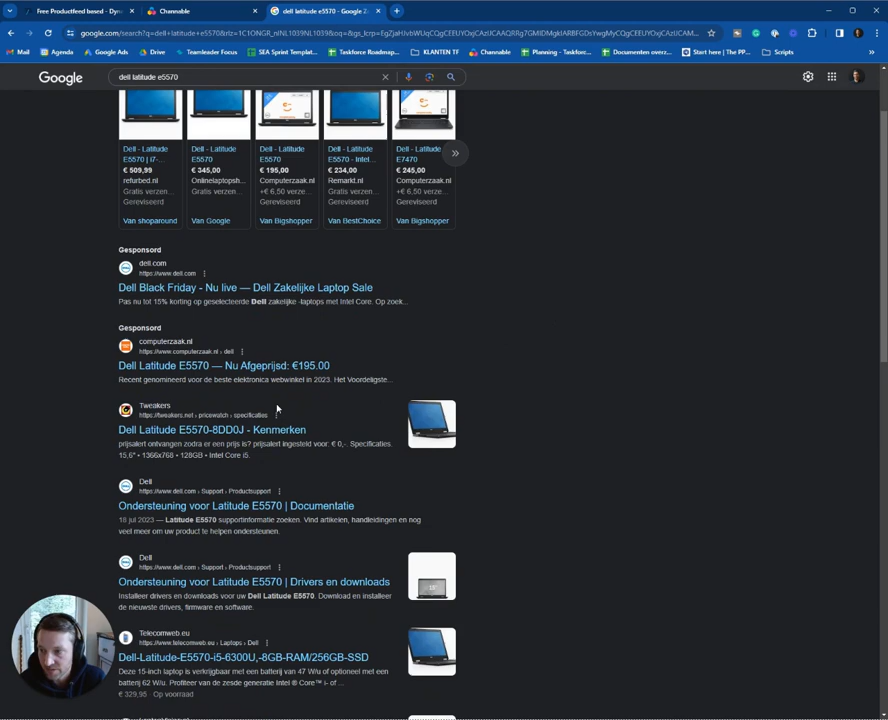 Free Productfeed based - Dyn
Channable
dell latitude e5570 - Google Z
Mail
Agenda
Google Ads
Drive
Teamleader Focus
SEA Sprint Templat...
Taskforce Roadmap...
KLANTEN TF
Channable
Planning - Taskforc...
Documenten overz...
Start here | The PP...
Scripts
Google
dell latitude e5570
Dell - Latitude E5570 | i7-...
€ 509,99
refurbed.nl
Gratis verzen...
Gereviseerd
Van shoparound
Dell - Latitude E5570
€ 345,00
Onlinelaptopsh...
Gratis verzen...
Gereviseerd
Van Google
Dell - Latitude E5570
€ 195,00
Computerzaak.nl
+€ 6,50 verze...
Gereviseerd
Van Bigshopper
Dell - Latitude E5570 - Intel...
€ 234,00
Remarkt.nl
Gratis verzen...
Gereviseerd
Van BestChoice
Dell - Latitude E7470
€ 245,00
Computerzaak.nl
+€ 6,50 verze...
Gereviseerd
Van Bigshopper
Gesponsord
dell.com
https://www.dell.com
Dell Black Friday - Nu live — Dell Zakelijke Laptop Sale
Pas nu tot 15% korting op geselecteerde Dell zakelijke -laptops met Intel Core. Op zoek...
Gesponsord
computerzaak.nl
https://www.computerzaak.nl › dell
Dell Latitude E5570 — Nu Afgeprijsd: €195.00
Recent genomineerd voor de beste elektronica webwinkel in 2023. Het Voordeligste...
Tweakers
https://tweakers.net › pricewatch › specificaties
Dell Latitude E5570-8DD0J - Kenmerken
prijsalert ontvangen zodra er een prijs is? prijsalert ingesteld voor: € 0,-. Specificaties.
15,6" • 1366x768 • 128GB • Intel Core i5.
Dell
https://www.dell.com › Support › Productsupport
Ondersteuning voor Latitude E5570 | Documentatie
18 jul 2023 — Latitude E5570 supportinformatie zoeken. Vind artikelen, handleidingen en nog
veel meer om uw product te helpen ondersteunen.
Dell
https://www.dell.com › Support › Productsupport
Ondersteuning voor Latitude E5570 | Drivers en downloads
Installeer drivers en downloads voor uw Dell Latitude E5570. Download en installeer
de nieuwste drivers, firmware en software.
Telecomweb.eu
https://www.telecomweb.eu › Laptops › Dell
Dell-Latitude-E5570-i5-6300U,-8GB-RAM/256GB-SSD
Deze 15-inch laptop is verkrijgbaar met een batterij van 47 W/u of optioneel met een
batterij 62 W/u. Profiteer van de zesde generatie Intel ® Core™ i- of ...
€ 329,95 Op voorraad